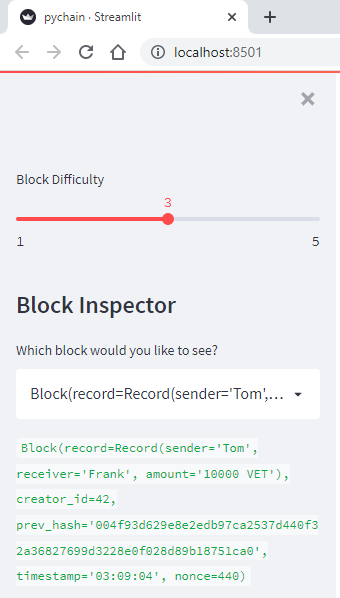 pychain · Streamlit
localhost:8501
Block Difficulty
3
1 5
Block Inspector
Which block would you like to see?
Block(record=Record(sender='Tom',...
Block(record=Record(sender='Tom',
receiver='Frank', amount='10000 VET'),
creator_id=42,
prev_hash='004f93d629e8e2edb97ca2537d440f3
2a36827699d3228e0f028d89b18751ca0',
timestamp='03:09:04', nonce=440)